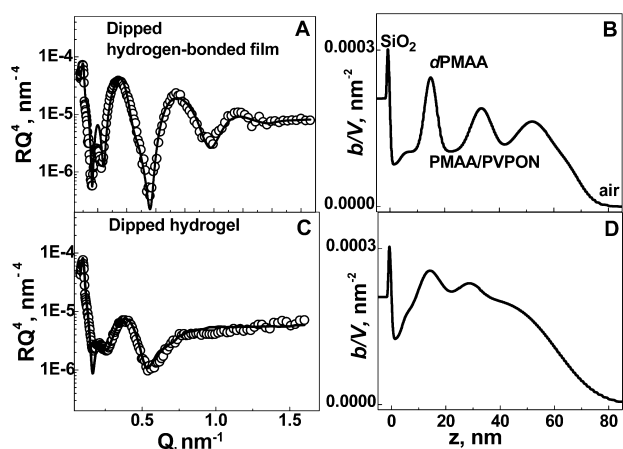 A
Dipped
hydrogen-bonded film
1E-4
1E-5
1E-6
RQ⁴, nm⁻⁴
B
SiO₂
0.0003
dPMAA
PMAA/PVPON
air
0.0000
b/V, nm⁻²
C
Dipped hydrogel
1E-4
1E-5
1E-6
RQ⁴, nm⁻⁴
0.5 1.0 1.5
Q, nm⁻¹
D
0.0003
0.0000
b/V, nm⁻²
0 20 40 60 80
z, nm